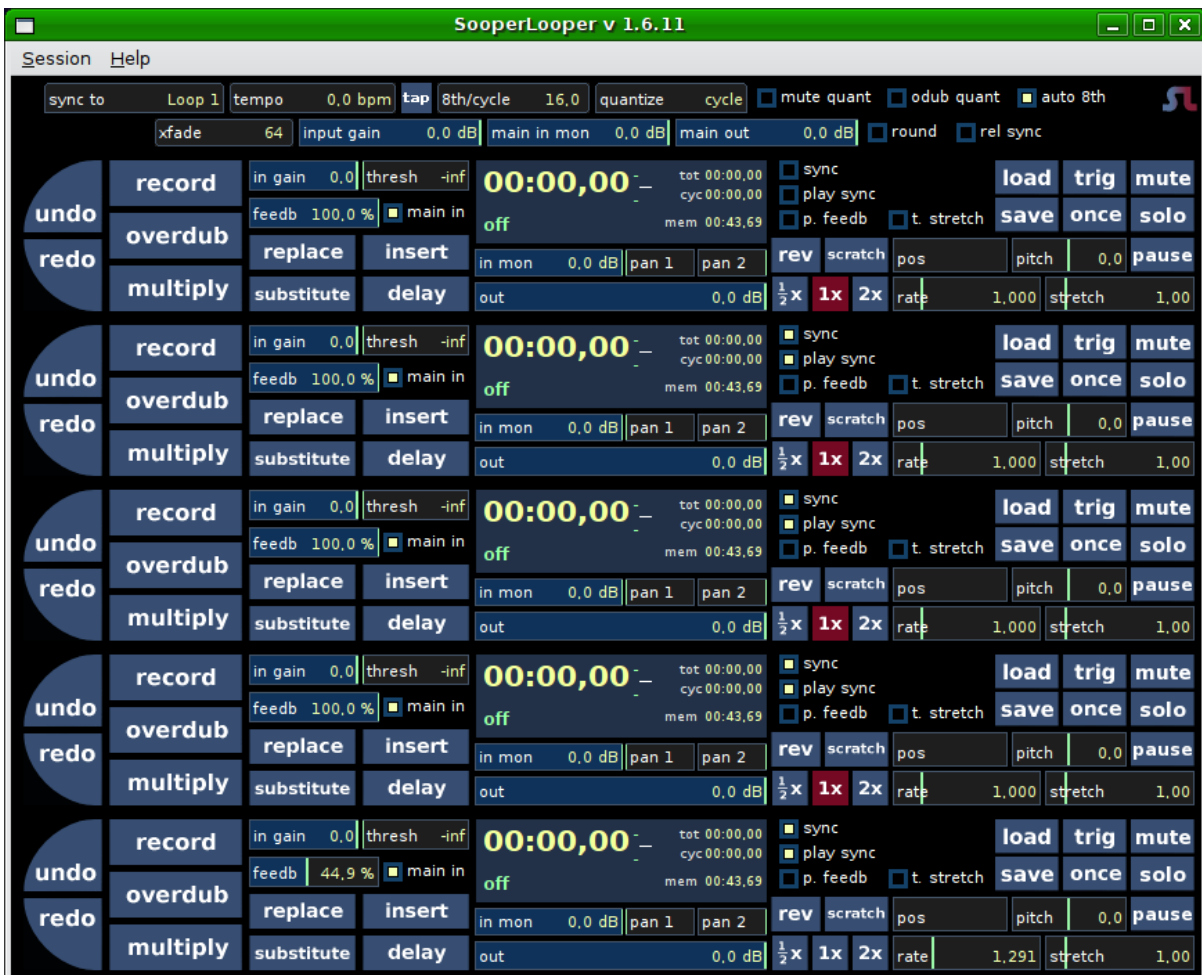 SooperLooper v 1.6.11
Session Help
sync to Loop 1 tempo 0,0 bpm tap 8th/cycle 16,0 quantize cycle mute quant odub quant auto 8th SL
xfade 64 input gain 0,0 dB main in mon 0,0 dB main out 0,0 dB round rel sync
undo redo
record
overdub
multiply
in gain 0,0 thresh -inf
feedb 100,0 % main in
replace insert
substitute delay
00:00,00 tot 00:00,00
cyc 00:00,00
off mem 00:43,69
in mon 0,0 dB pan 1 pan 2
out 0,0 dB
sync
play sync
p. feedb t. stretch
load trig mute
save once solo
rev scratch pos pitch 0,0 pause
½x 1x 2x rate 1,000 stretch 1,00
undo redo
record
overdub
multiply
in gain 0,0 thresh -inf
feedb 100,0 % main in
replace insert
substitute delay
00:00,00 tot 00:00,00
cyc 00:00,00
off mem 00:43,69
in mon 0,0 dB pan 1 pan 2
out 0,0 dB
sync
play sync
p. feedb t. stretch
load trig mute
save once solo
rev scratch pos pitch 0,0 pause
½x 1x 2x rate 1,000 stretch 1,00
undo redo
record
overdub
multiply
in gain 0,0 thresh -inf
feedb 100,0 % main in
replace insert
substitute delay
00:00,00 tot 00:00,00
cyc 00:00,00
off mem 00:43,69
in mon 0,0 dB pan 1 pan 2
out 0,0 dB
sync
play sync
p. feedb t. stretch
load trig mute
save once solo
rev scratch pos pitch 0,0 pause
½x 1x 2x rate 1,000 stretch 1,00
undo redo
record
overdub
multiply
in gain 0,0 thresh -inf
feedb 100,0 % main in
replace insert
substitute delay
00:00,00 tot 00:00,00
cyc 00:00,00
off mem 00:43,69
in mon 0,0 dB pan 1 pan 2
out 0,0 dB
sync
play sync
p. feedb t. stretch
load trig mute
save once solo
rev scratch pos pitch 0,0 pause
½x 1x 2x rate 1,000 stretch 1,00
undo redo
record
overdub
multiply
in gain 0,0 thresh -inf
feedb 44,9 % main in
replace insert
substitute delay
00:00,00 tot 00:00,00
cyc 00:00,00
off mem 00:43,69
in mon 0,0 dB pan 1 pan 2
out 0,0 dB
sync
play sync
p. feedb t. stretch
load trig mute
save once solo
rev scratch pos pitch 0,0 pause
½x 1x 2x rate 1,291 stretch 1,00